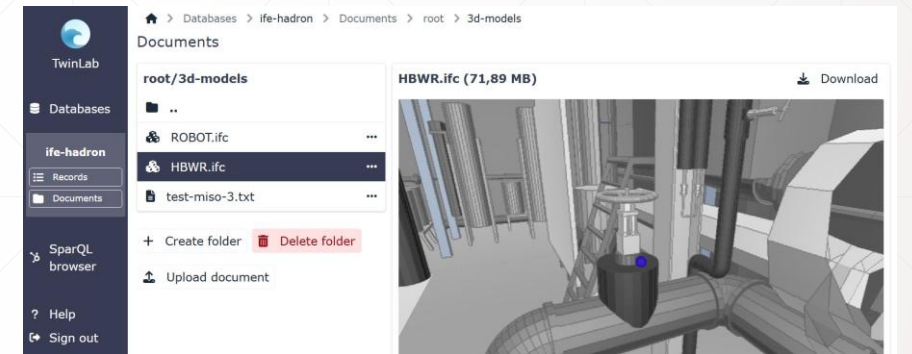 TwinLab
Databases
ife-hadron
Records
Documents
SparQL
browser
? Help
Sign out
> Databases > ife-hadron > Documents > root > 3d-models
Documents
root/3d-models
..
ROBOT.ifc ...
HBWR.ifc ...
test-miso-3.txt ...
+ Create folder Delete folder
Upload document
HBWR.ifc (71,89 MB) Download